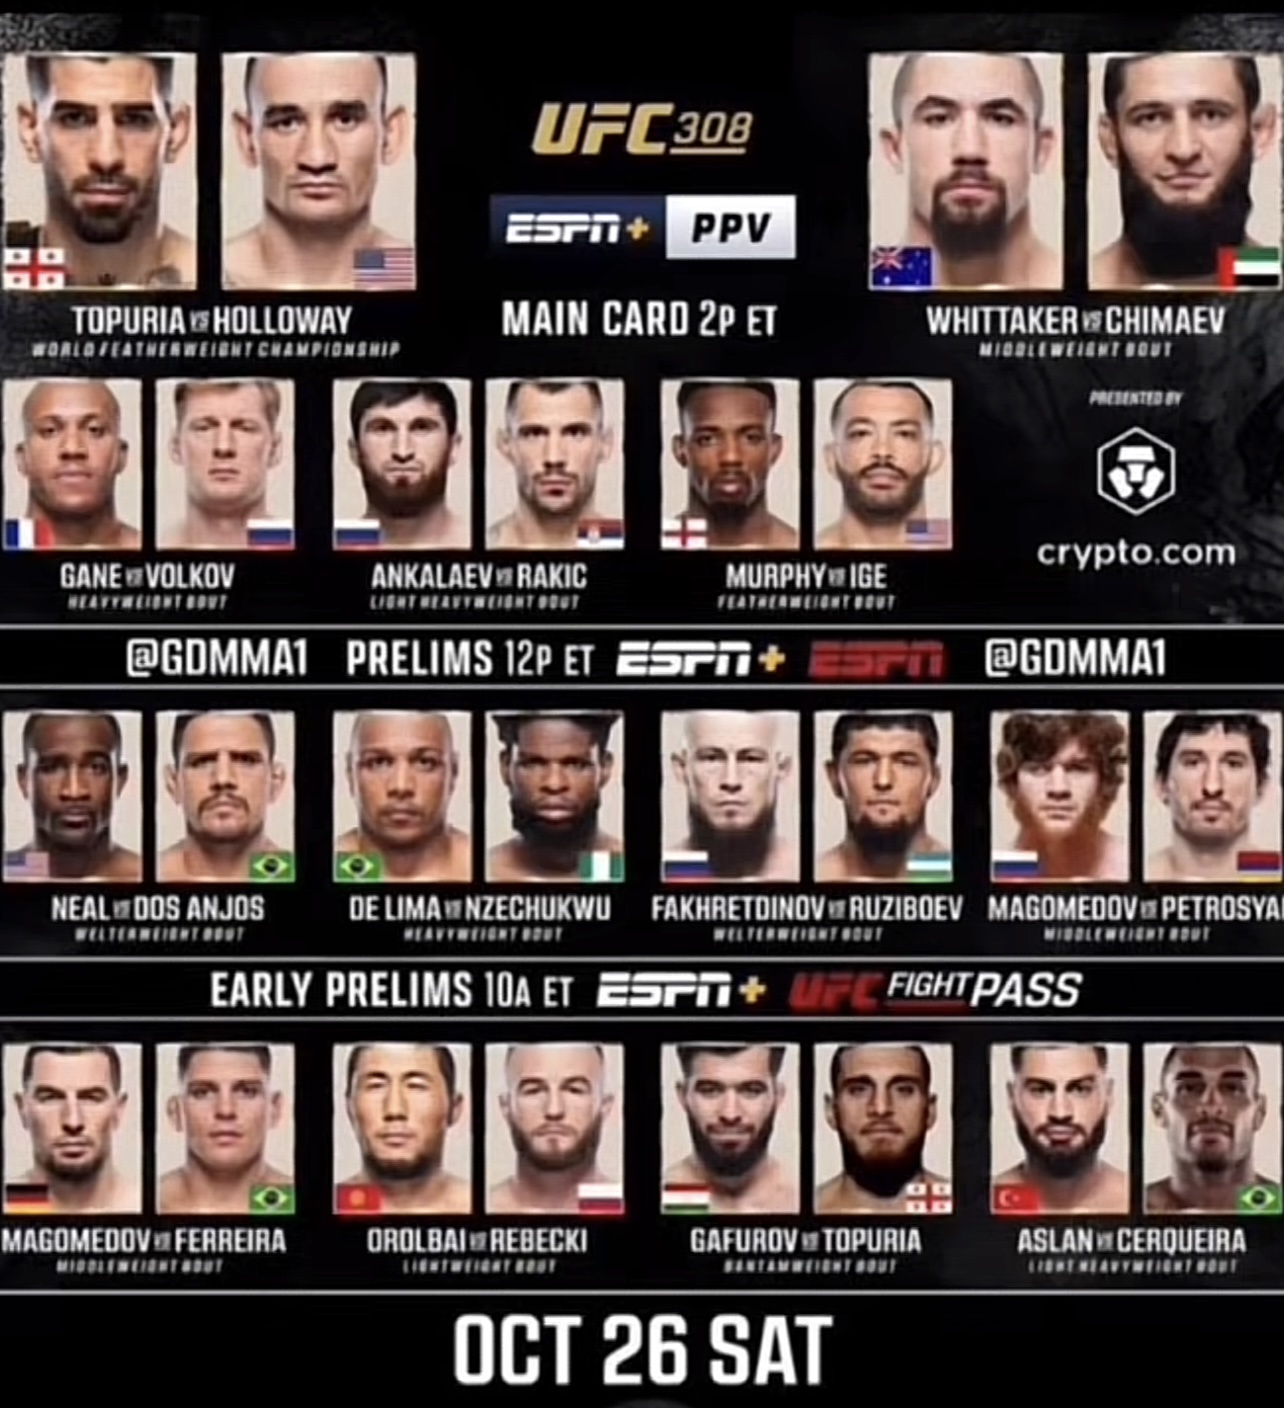 UFC 308
ESPN+ PPV
MAIN CARD 2P ET
TOPURIA VS HOLLOWAY
WORLD FEATHERWEIGHT CHAMPIONSHIP
WHITTAKER VS CHIMAEV
MIDDLEWEIGHT BOUT
PRESENTED BY
crypto.com
GANE VS VOLKOV
HEAVYWEIGHT BOUT
ANKALAEV VS RAKIC
LIGHT HEAVYWEIGHT BOUT
MURPHY VS IGE
FEATHERWEIGHT BOUT
@GDMMA1 PRELIMS 12P ET ESPN+ ESPN @GDMMA1
NEAL VS DOS ANJOS
WELTERWEIGHT BOUT
DE LIMA VS NZECHUKWU
HEAVYWEIGHT BOUT
FAKHRETDINOV VS RUZIBOEV
WELTERWEIGHT BOUT
MAGOMEDOV VS PETROSYA
MIDDLEWEIGHT BOUT
EARLY PRELIMS 10A ET ESPN+ UFC FIGHT PASS
MAGOMEDOV VS FERREIRA
MIDDLEWEIGHT BOUT
OROLBAI VS REBECKI
LIGHTWEIGHT BOUT
GAFUROV VS TOPURIA
BANTAMWEIGHT BOUT
ASLAN VS CERQUEIRA
LIGHT HEAVYWEIGHT BOUT
OCT 26 SAT